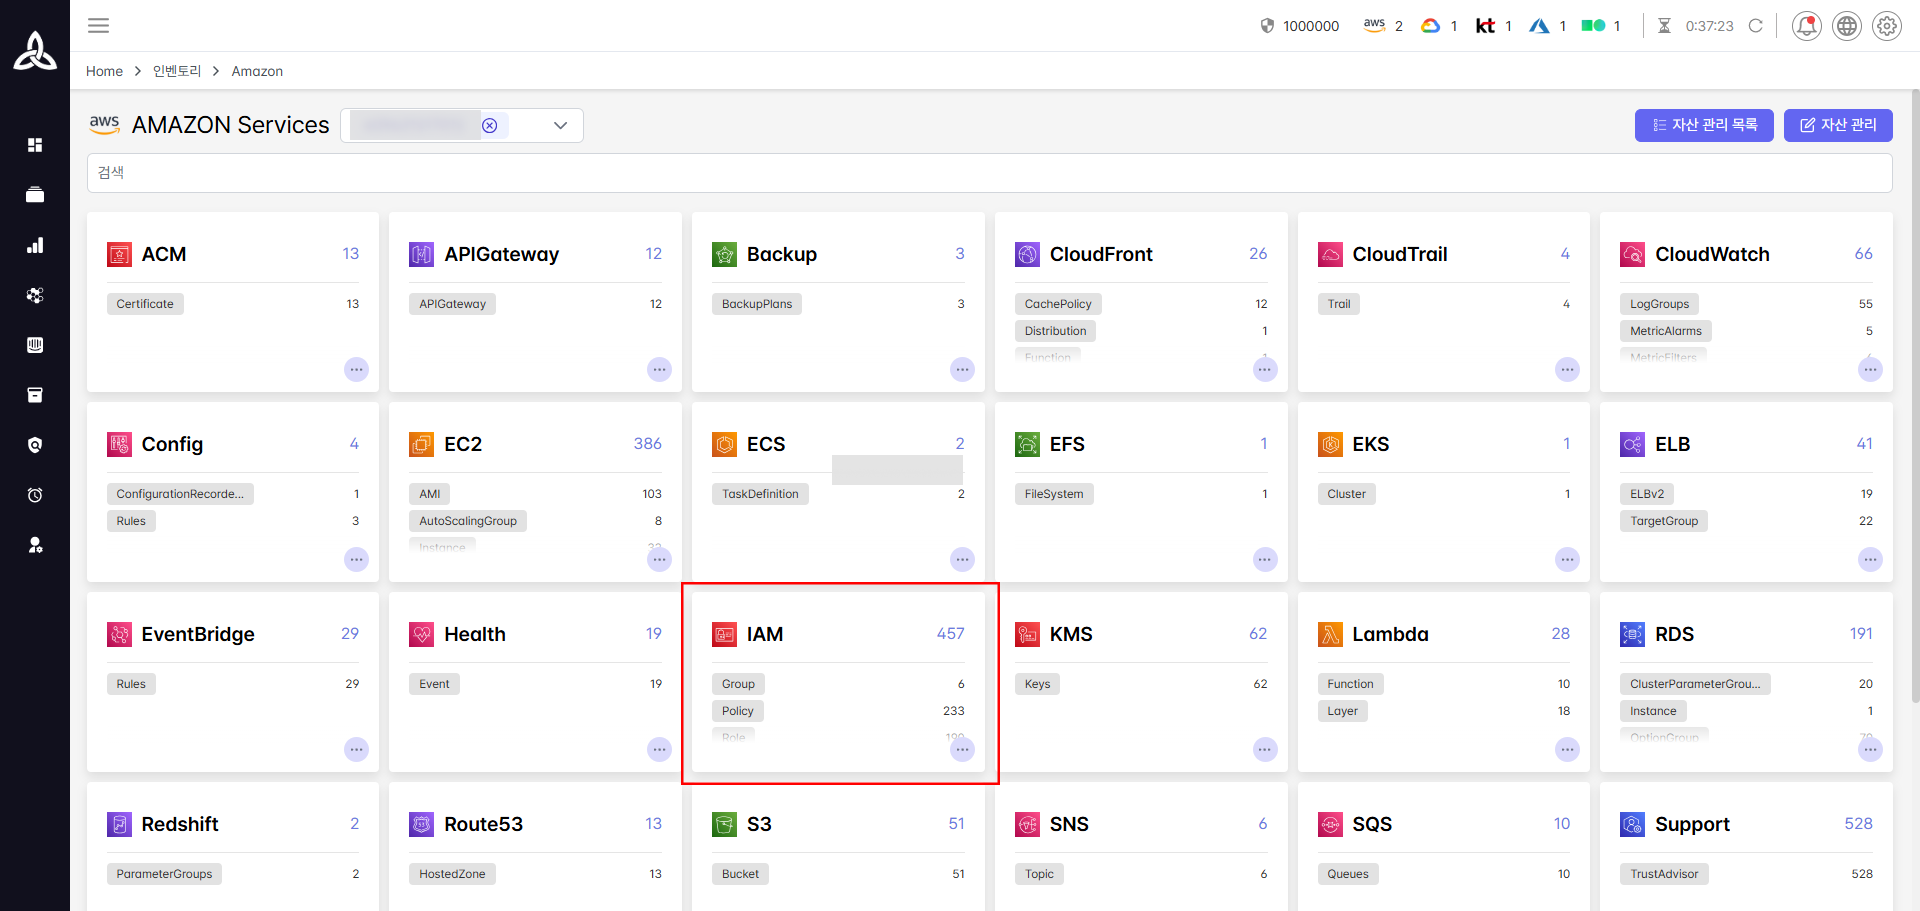 1000000 aws 2 1 kt 1 1 1 0:37:23
Home > 인벤토리 > Amazon
aws AMAZON Services
자산 관리 목록 자산 관리
검색
ACM 13 APIGateway 12 Backup 3 CloudFront 26 CloudTrail 4 CloudWatch 66
Certificate 13 APIGateway 12 BackupPlans 3 CachePolicy 12 Trail 4 LogGroups 55
Distribution 1 MetricAlarms 5
Function 1 MetricFilters
... ... ... ... ... ...
Config 4 EC2 386 ECS 2 EFS 1 EKS 1 ELB 41
ConfigurationRecorde... 1 AMI 103 TaskDefinition 2 FileSystem 1 Cluster 1 ELBv2 19
Rules 3 AutoScalingGroup 8 TargetGroup 22
Instance
... ... ... ... ... ...
EventBridge 29 Health 19 IAM 457 KMS 62 Lambda 28 RDS 191
Rules 29 Event 19 Group 6 Keys 62 Function 10 ClusterParameterGrou... 20
Policy 233 Layer 18 Instance 1
Role OptionGroup
... ... ... ... ... ...
Redshift 2 Route53 13 S3 51 SNS 6 SQS 10 Support 528
ParameterGroups 2 HostedZone 13 Bucket 51 Topic 6 Queues 10 TrustAdvisor 528